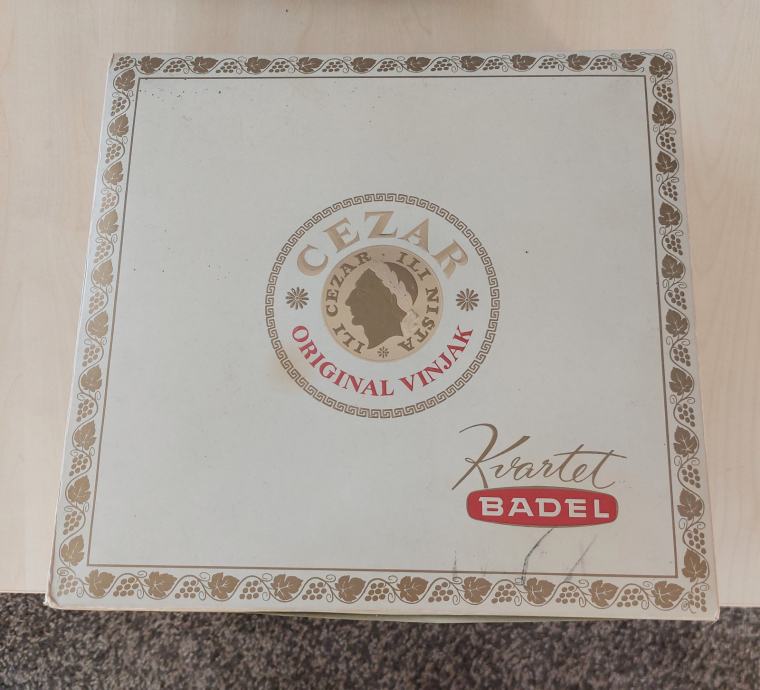 CEZAR
ILI CEZAR ILI NIŠTA
ORIGINAL VINJAK
Kvartet
BADEL